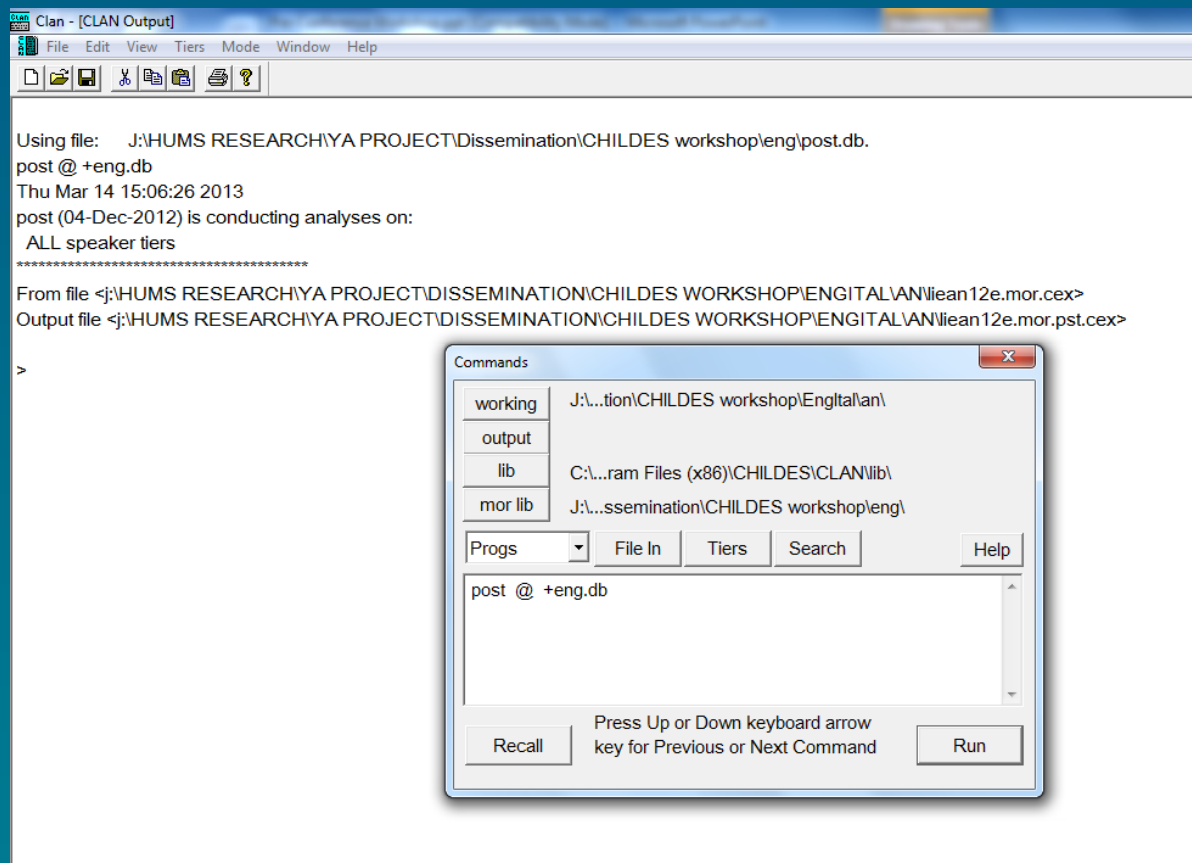 Clan - [CLAN Output]
File Edit View Tiers Mode Window Help
Using file: J:\HUMS RESEARCH\YA PROJECT\Dissemination\CHILDES workshop\eng\post.db.
post @ +eng.db
Thu Mar 14 15:06:26 2013
post (04-Dec-2012) is conducting analyses on:
ALL speaker tiers
****************************************
From file <j:\HUMS RESEARCH\YA PROJECT\DISSEMINATION\CHILDES WORKSHOP\ENGITAL\AN\liean12e.mor.cex>
Output file <j:\HUMS RESEARCH\YA PROJECT\DISSEMINATION\CHILDES WORKSHOP\ENGITAL\AN\liean12e.mor.pst.cex>
>
Commands
working J:\...tion\CHILDES workshop\EngItal\an\
output
lib C:\...ram Files (x86)\CHILDES\CLAN\lib\
mor lib J:\...ssemination\CHILDES workshop\eng\
Progs File In Tiers Search Help
post @ +eng.db
Press Up or Down keyboard arrow
Recall key for Previous or Next Command Run